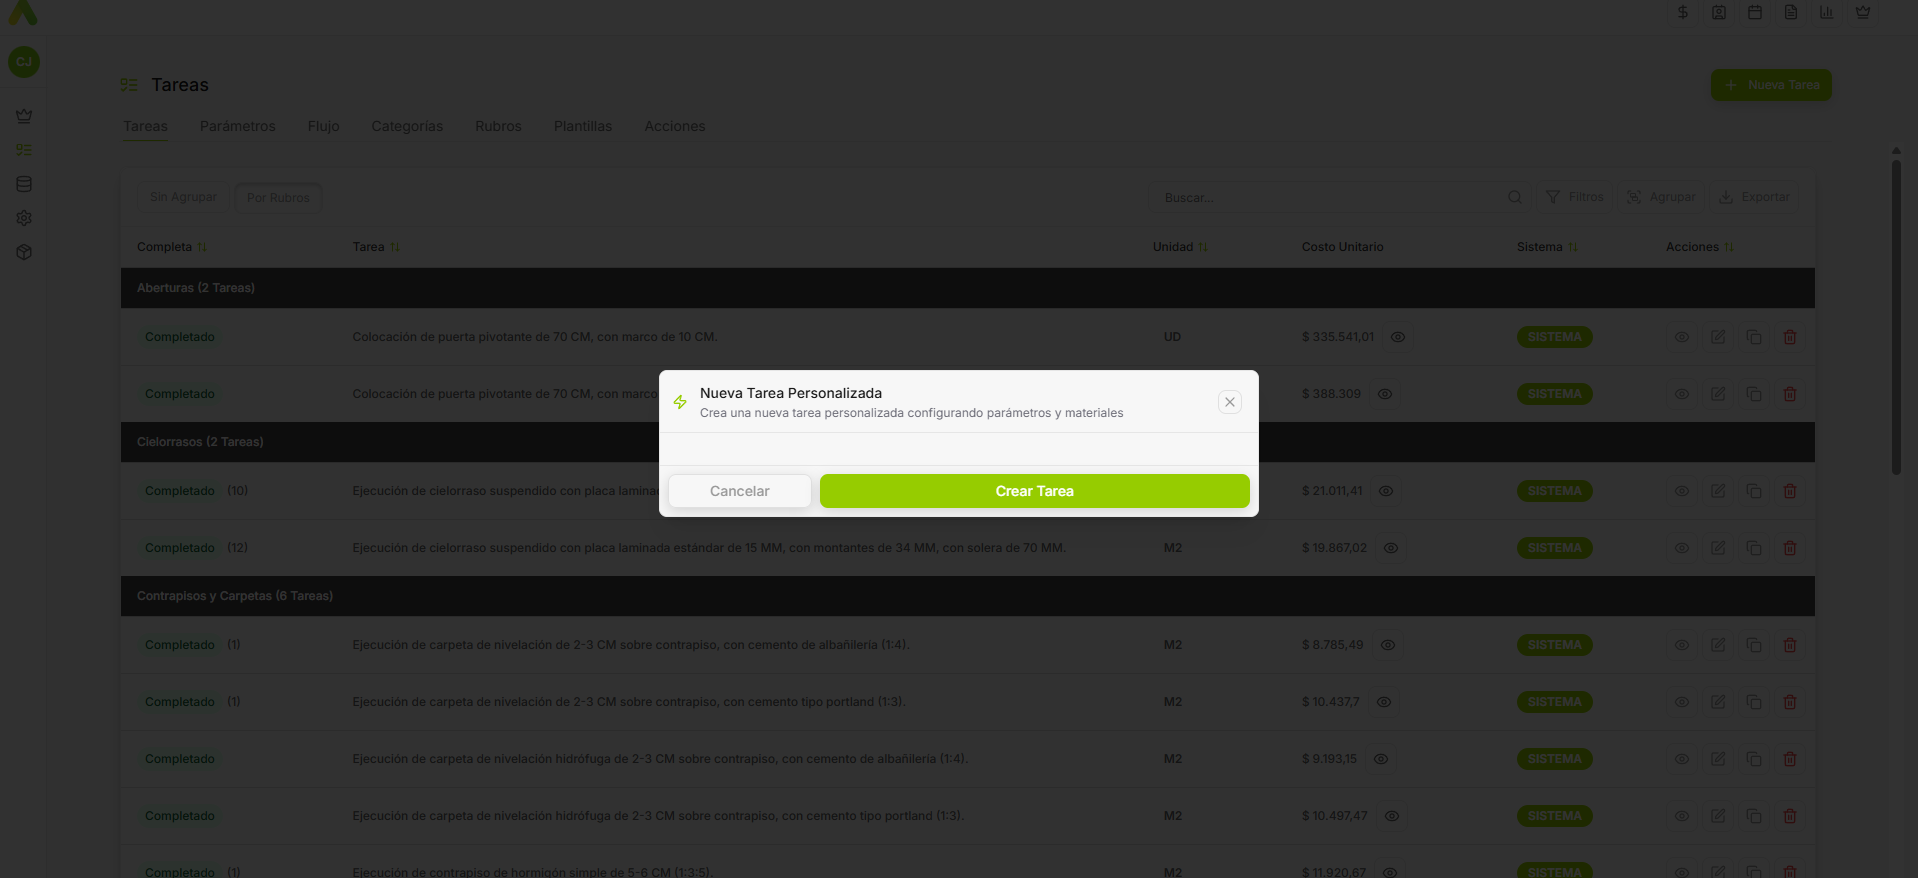 CJ
Tareas
+ Nueva Tarea
Tareas Parámetros Flujo Categorías Rubros Plantillas Acciones
Sin Agrupar Por Rubros Buscar... Filtros Agrupar Exportar
Completa Tarea Unidad Costo Unitario Sistema Acciones
Aberturas (2 Tareas)
Completado Colocación de puerta pivotante de 70 CM, con marco de 10 CM. UD $ 335.541,01 SISTEMA
Completado Colocación de puerta pivotante de 70 CM, con marco $ 388.309 SISTEMA
Nueva Tarea Personalizada
Crea una nueva tarea personalizada configurando parámetros y materiales
Cancelar Crear Tarea
Cielorrasos (2 Tareas)
Completado (10) Ejecución de cielorraso suspendido con placa $ 21.011,41 SISTEMA
Completado (12) Ejecución de cielorraso suspendido con placa laminada estándar de 15 MM, con montantes de 34 MM, con solera de 70 MM. M2 $ 19.867,02 SISTEMA
Contrapisos y Carpetas (6 Tareas)
Completado (1) Ejecución de carpeta de nivelación de 2-3 CM sobre contrapiso, con cemento de albañilería (1:4). M2 $ 8.785,49 SISTEMA
Completado (1) Ejecución de carpeta de nivelación de 2-3 CM sobre contrapiso, con cemento tipo portland (1:3). M2 $ 10.437,7 SISTEMA
Completado Ejecución de carpeta de nivelación hidrófuga de 2-3 CM sobre contrapiso, con cemento de albañilería (1:4). M2 $ 9.193,15 SISTEMA
Completado Ejecución de carpeta de nivelación hidrófuga de 2-3 CM sobre contrapiso, con cemento tipo portland (1:3). M2 $ 10.497,47 SISTEMA
Completado (1) Ejecución de contrapiso de hormigón simple de 5-6 CM (1:3:5). M2 $ 11.920,67 SISTEMA